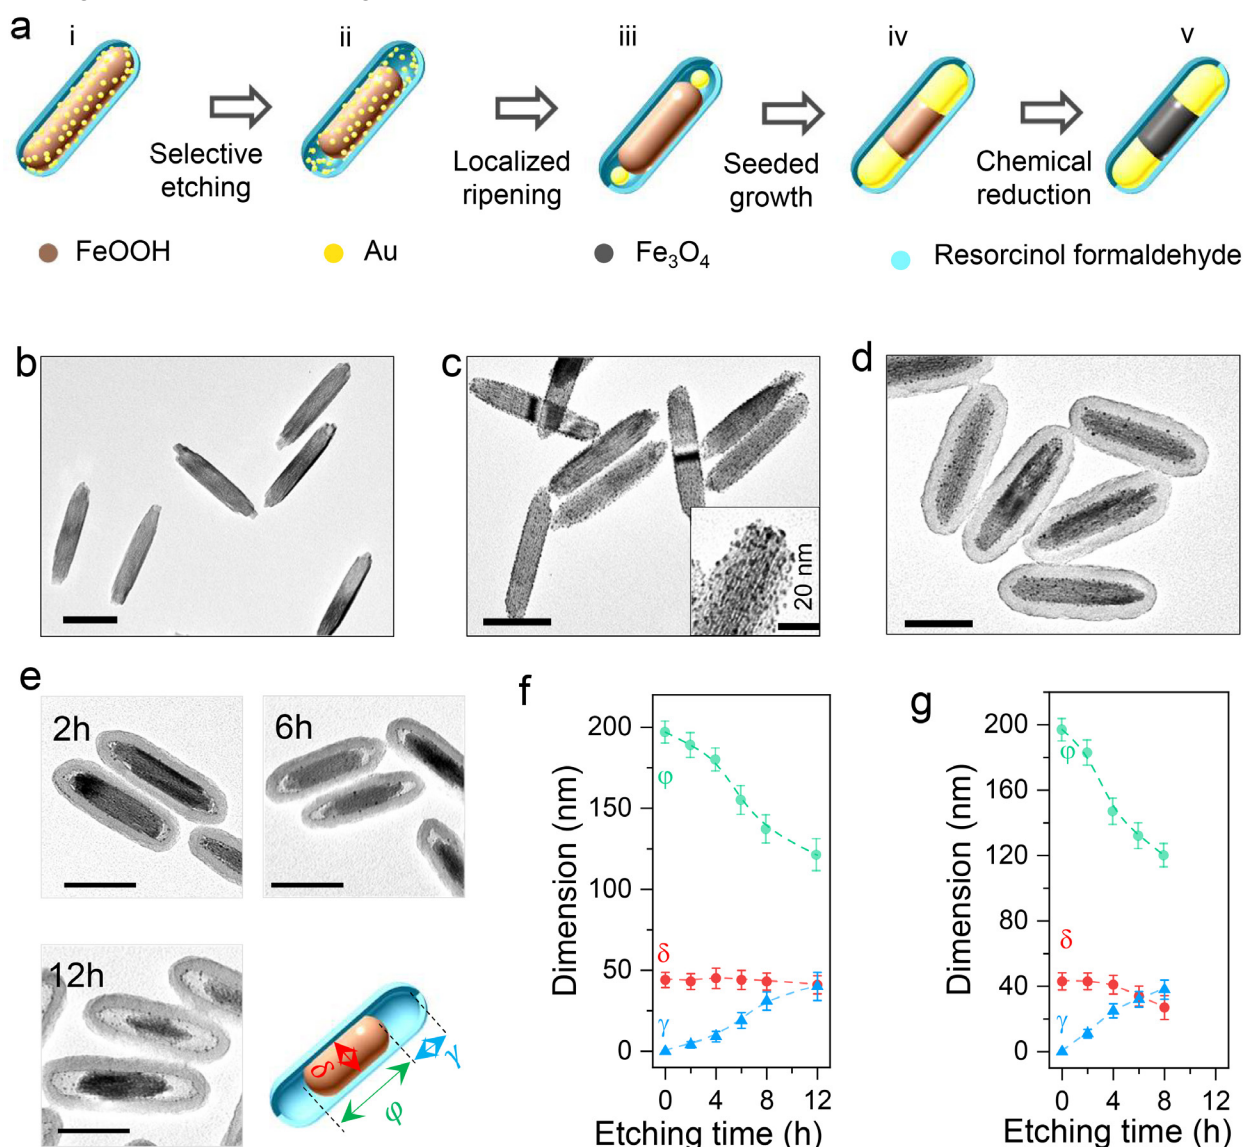 a
i
ii
iii
iv
v
Selective
etching
Localized
ripening
Seeded
growth
Chemical
reduction
FeOOH
Au
Fe₃O₄
Resorcinol formaldehyde
b
c
20 nm
d
e
2h
6h
12h
δ
φ
γ
f
Dimension (nm)
200
150
100
50
0
φ
δ
γ
0 4 8 12
Etching time (h)
g
Dimension (nm)
200
160
120
80
40
0
φ
δ
γ
0 4 8 12
Etching time (h)